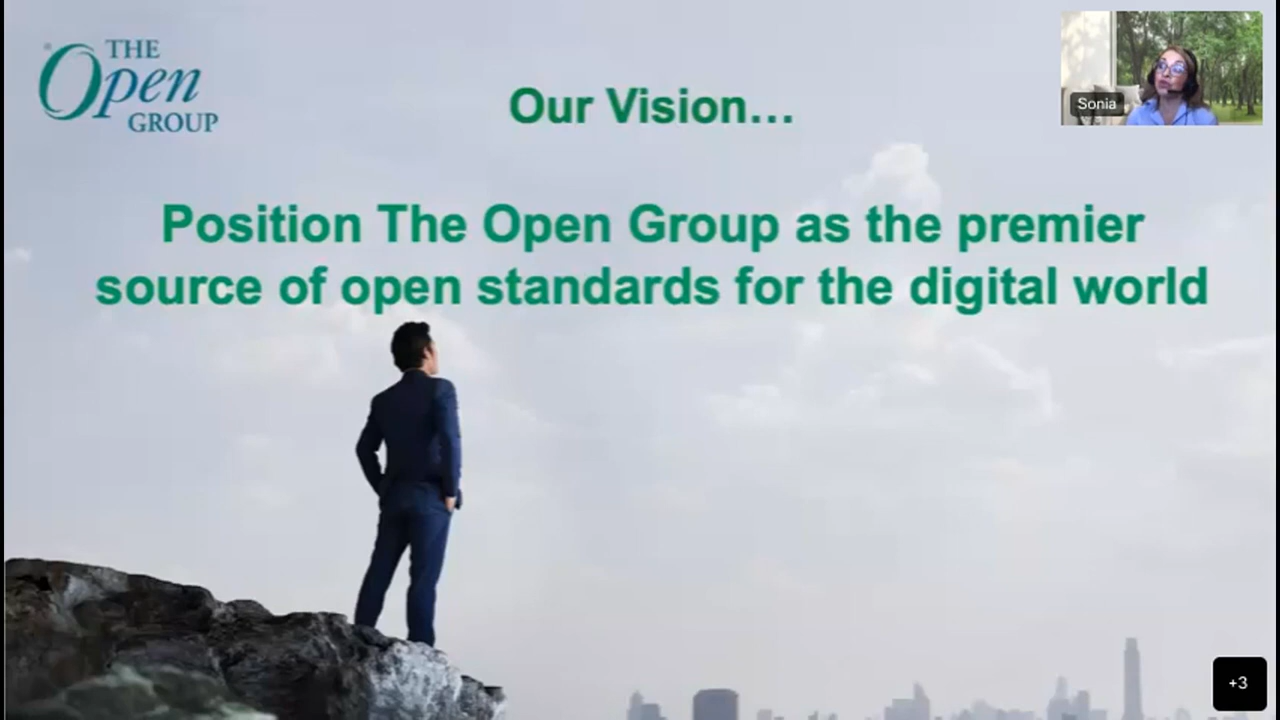 THE
Open
GROUP
Sonia
Our Vision...
Position The Open Group as the premier
source of open standards for the digital world
+3